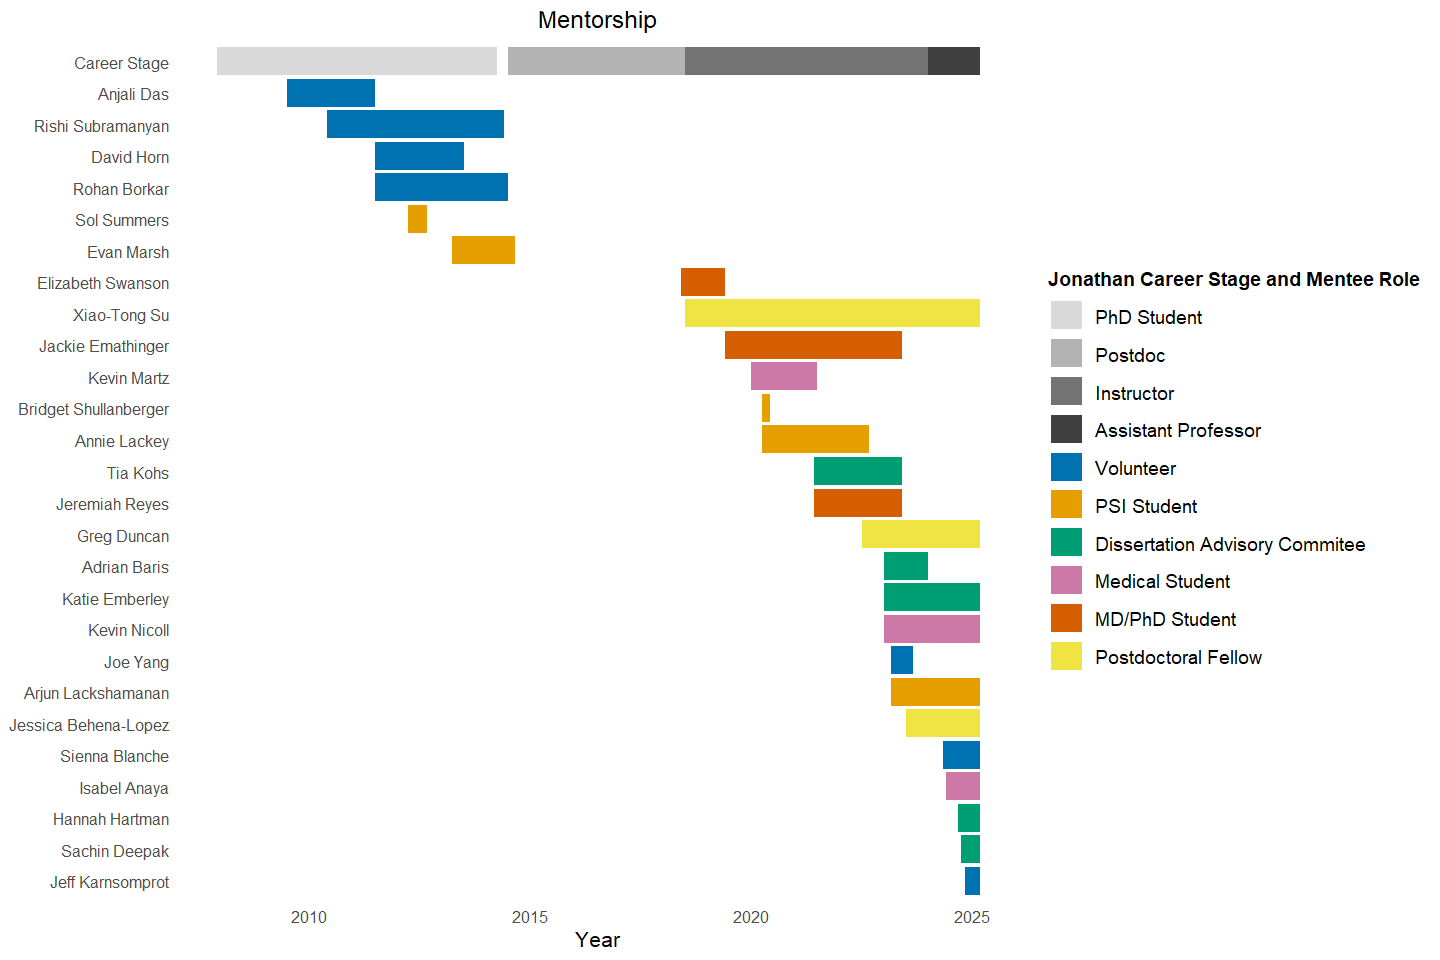 Mentorship
Career Stage
Anjali Das
Rishi Subramanyan
David Horn
Rohan Borkar
Sol Summers
Evan Marsh
Elizabeth Swanson
Xiao-Tong Su
Jackie Emathinger
Kevin Martz
Bridget Shullanberger
Annie Lackey
Tia Kohs
Jeremiah Reyes
Greg Duncan
Adrian Baris
Katie Emberley
Kevin Nicoll
Joe Yang
Arjun Lackshamanan
Jessica Behena-Lopez
Sienna Blanche
Isabel Anaya
Hannah Hartman
Sachin Deepak
Jeff Karnsomprot
2010 2015 2020 2025
Year
Jonathan Career Stage and Mentee Role
PhD Student
Postdoc
Instructor
Assistant Professor
Volunteer
PSI Student
Dissertation Advisory Commitee
Medical Student
MD/PhD Student
Postdoctoral Fellow